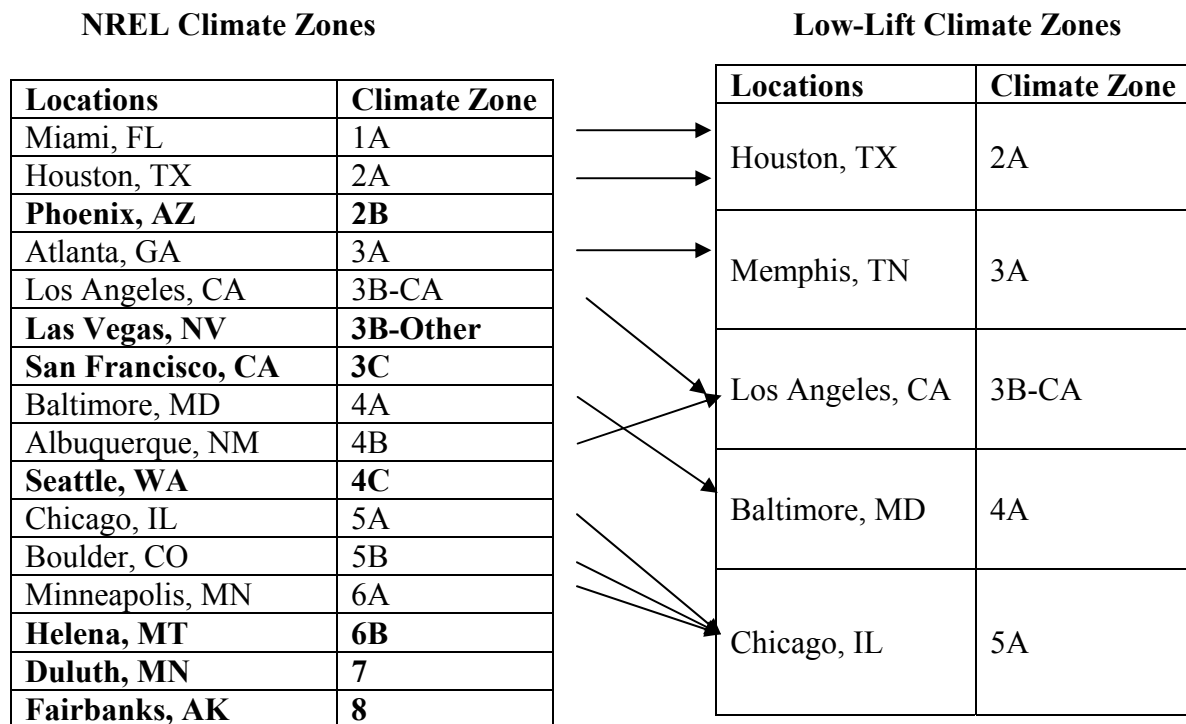 NREL Climate Zones
Locations Climate Zone
Miami, FL 1A
Houston, TX 2A
Phoenix, AZ 2B
Atlanta, GA 3A
Los Angeles, CA 3B-CA
Las Vegas, NV 3B-Other
San Francisco, CA 3C
Baltimore, MD 4A
Albuquerque, NM 4B
Seattle, WA 4C
Chicago, IL 5A
Boulder, CO 5B
Minneapolis, MN 6A
Helena, MT 6B
Duluth, MN 7
Fairbanks, AK 8
Low-Lift Climate Zones
Locations Climate Zone
Houston, TX 2A
Memphis, TN 3A
Los Angeles, CA 3B-CA
Baltimore, MD 4A
Chicago, IL 5A